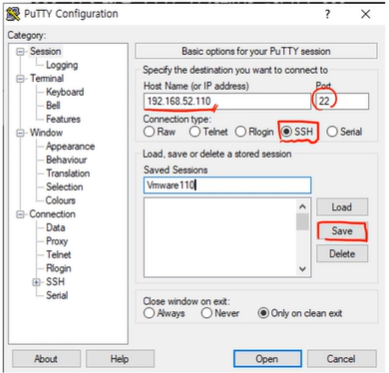 PuTTY Configuration
? X
Category:
Session
Logging
Terminal
Keyboard
Bell
Features
Window
Appearance
Behaviour
Translation
Selection
Colours
Connection
Data
Proxy
Telnet
Rlogin
SSH
Serial
Basic options for your PuTTY session
Specify the destination you want to connect to
Host Name (or IP address) Port
192.168.52.110 22
Connection type:
Raw Telnet Rlogin SSH Serial
Load, save or delete a stored session
Saved Sessions
Vmware110
Load
Save
Delete
Close window on exit:
Always Never Only on clean exit
About Help Open Cancel